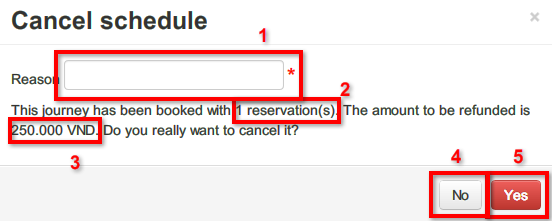 Cancel schedule ×
1
Reason *
2
This journey has been booked with 1 reservation(s). The amount to be refunded is
250.000 VND. Do you really want to cancel it?
3
4 5
No Yes